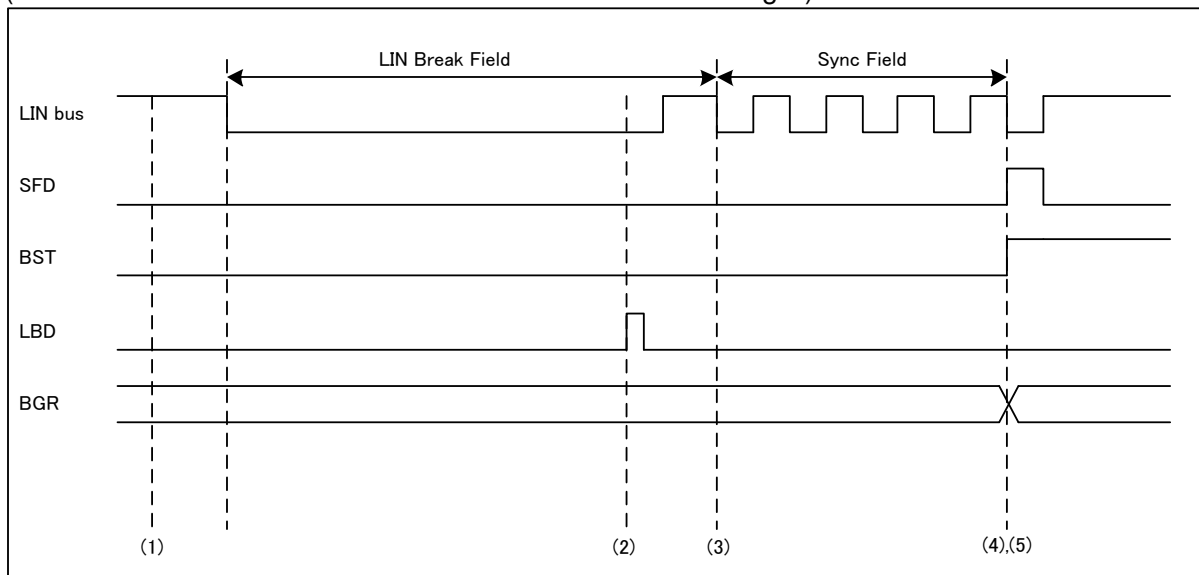 LIN Break Field
Sync Field
LIN bus
SFD
BST
LBD
BGR
(1)
(2)
(3)
(4),(5)